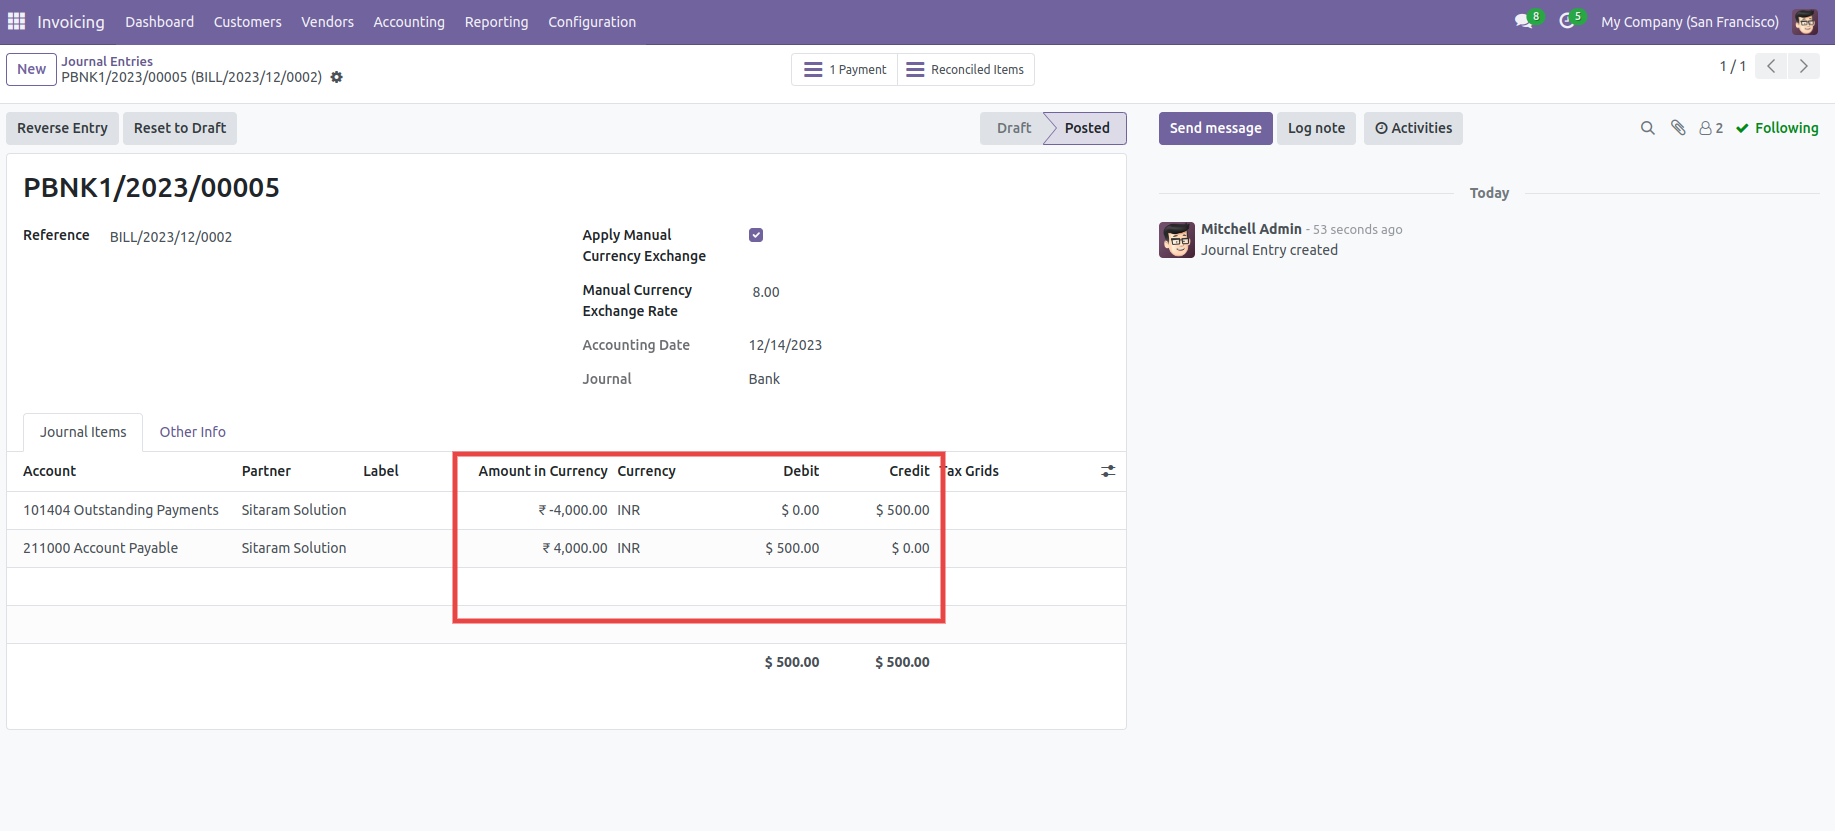 Invoicing Dashboard Customers Vendors Accounting Reporting Configuration 8 5 My Company (San Francisco)
New Journal Entries
PBNK1/2023/00005 (BILL/2023/12/0002)
1 Payment Reconciled Items
1 / 1
Reverse Entry Reset to Draft Draft Posted
Send message Log note Activities 2 Following
PBNK1/2023/00005
Reference BILL/2023/12/0002
Apply Manual
Currency Exchange
Manual Currency
Exchange Rate 8.00
Accounting Date 12/14/2023
Journal Bank
Today
Mitchell Admin - 53 seconds ago
Journal Entry created
Journal Items Other Info
Account Partner Label Amount in Currency Currency Debit Credit Tax Grids
101404 Outstanding Payments Sitaram Solution ₹ -4,000.00 INR $ 0.00 $ 500.00
211000 Account Payable Sitaram Solution ₹ 4,000.00 INR $ 500.00 $ 0.00
$ 500.00 $ 500.00